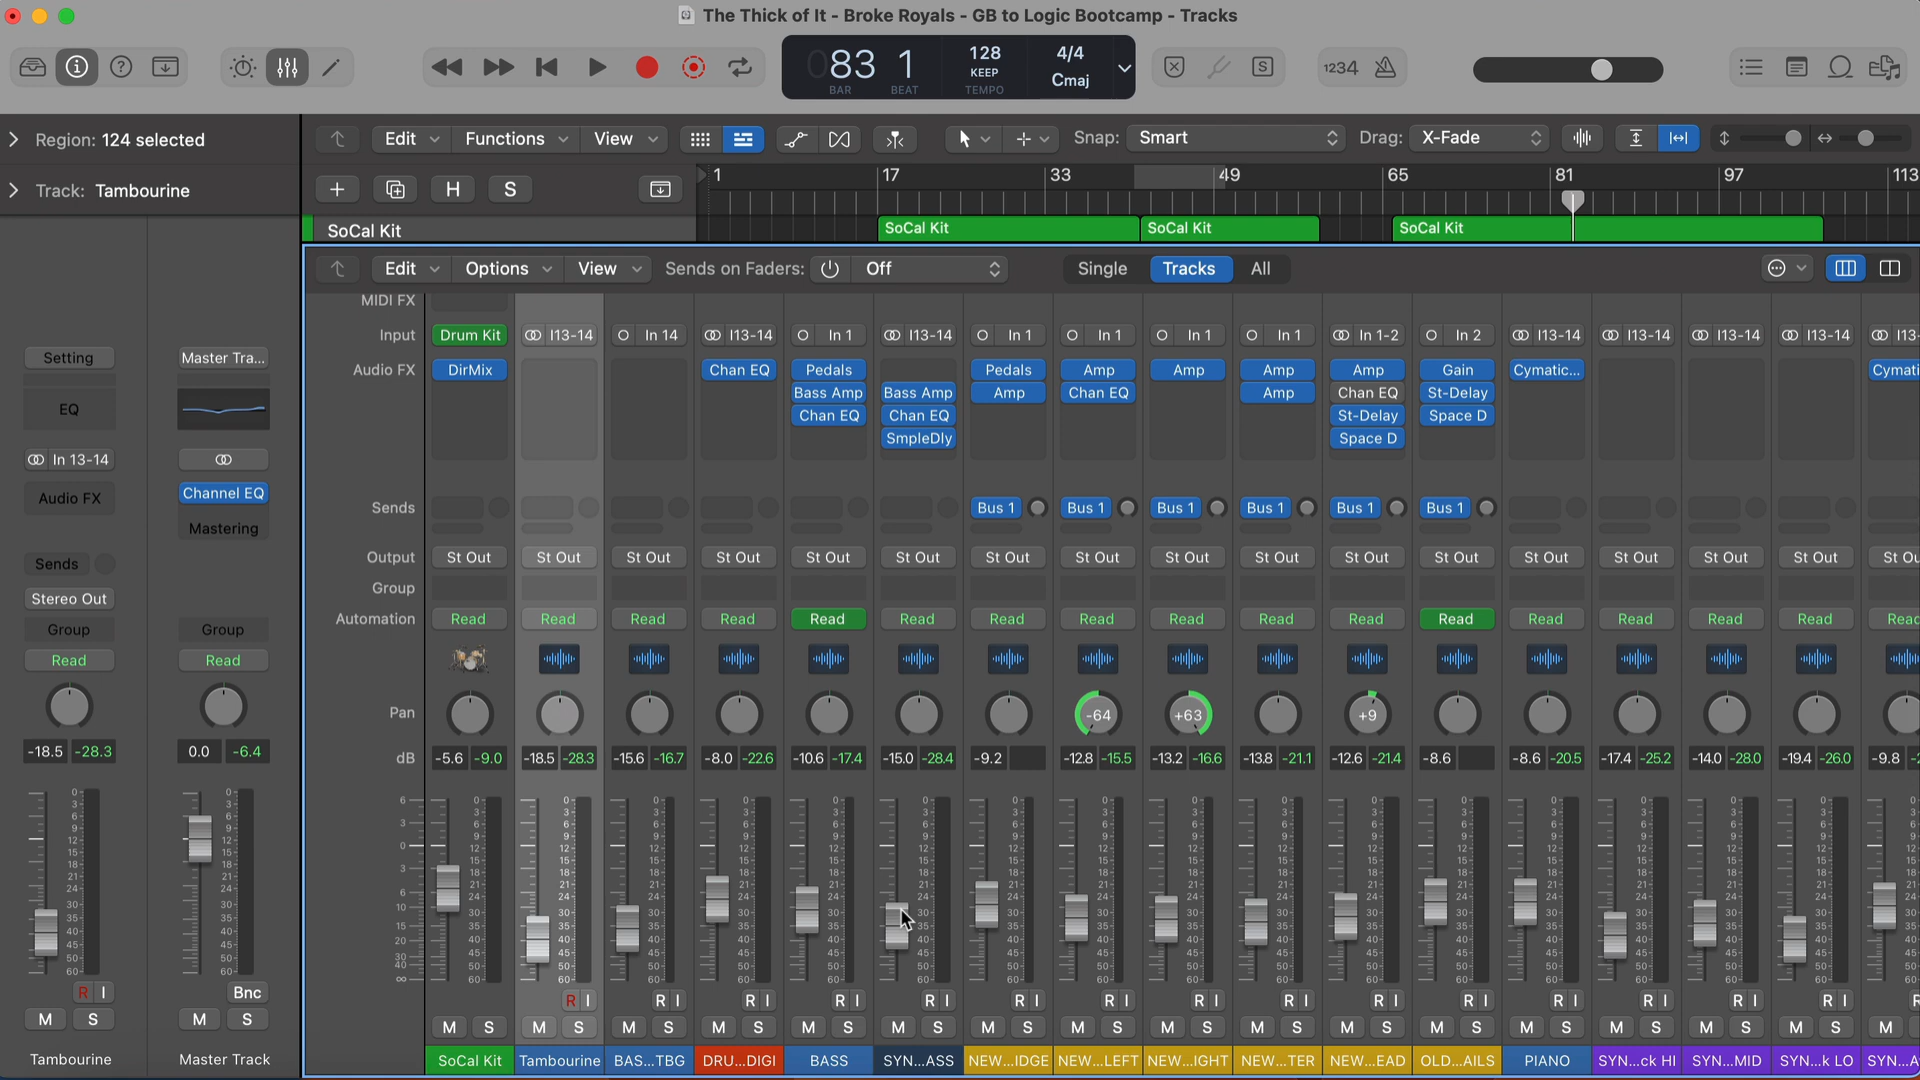 The Thick of It - Broke Royals - GB to Logic Bootcamp - Tracks
83 1 128 KEEP 4/4 Cmaj
BAR BEAT TEMPO
S 1234
Region: 124 selected
Edit Functions View Snap: Smart Drag: X-Fade
Track: Tambourine
H S
1 17 33 49 65 81 97 113
SoCal Kit SoCal Kit SoCal Kit SoCal Kit
Edit Options View Sends on Faders: Off Single Tracks All
MIDI FX
Input Drum Kit I13-14 In 14 I13-14 In 1 I13-14 In 1 In 1 In 1 In 1 In 1-2 In 2 I13-14 I13-14 I13-14 I13-14 I13-
Setting Master Tra...
Audio FX DirMix Chan EQ Pedals Pedals Amp Amp Amp Amp Gain Cymatic... Cymati
Bass Amp Bass Amp Amp Chan EQ Amp Chan EQ St-Delay
EQ
Chan EQ Chan EQ St-Delay Space D
SmpleDly Space D
In 13-14
Audio FX Channel EQ
Mastering
Sends Bus 1 Bus 1 Bus 1 Bus 1 Bus 1 Bus 1
Output St Out St Out St Out St Out St Out St Out St Out St Out St Out St Out St Out St Out St Out St Out St Out St Out St Ou
Sends
Group
Stereo Out
Automation Read Read Read Read Read Read Read Read Read Read Read Read Read Read Read Read Read
Group Group
Read Read
Pan -64 +63 +9
-18.5 -28.3 0.0 -6.4
dB -5.6 -9.0 -18.5 -28.3 -15.6 -16.7 -8.0 -22.6 -10.6 -17.4 -15.0 -28.4 -9.2 -12.8 -15.5 -13.2 -16.6 -13.8 -21.1 -12.6 -21.4 -8.6 -8.6 -20.5 -17.4 -25.2 -14.0 -28.0 -19.4 -26.0 -9.8
R I Bnc
R I R I R I R I R I R I R I R I R I R I R I R I R I R I R I
M S M S
M S M S M S M S M S M S M S M S M S M S M S M S M S M S M S M S M
Tambourine Master Track
SoCal Kit Tambourine BAS...TBG DRU...DIGI BASS SYN...ASS NEW...IDGE NEW...LEFT NEW...IGHT NEW...TER NEW...EAD OLD...AILS PIANO SYN...ck HI SYN...MID SYN...k LO SYN...A